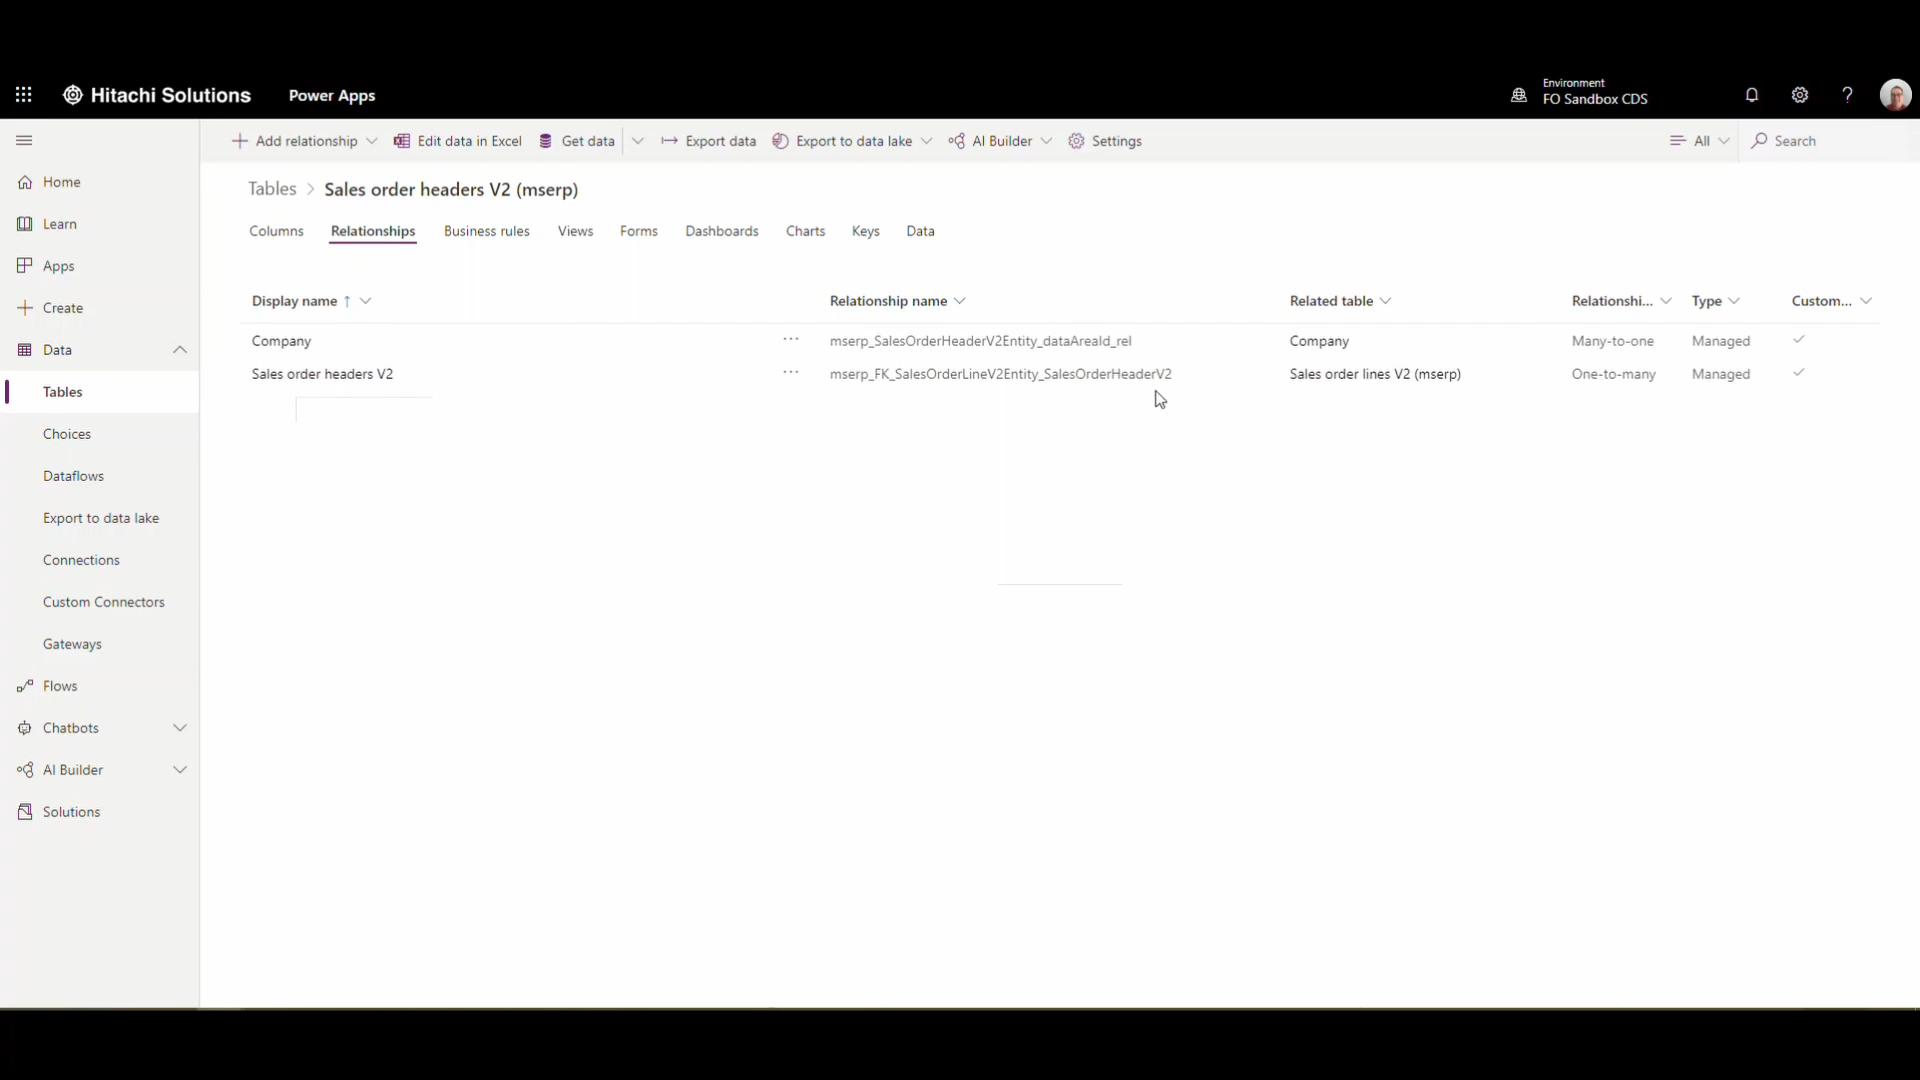 Hitachi Solutions
Power Apps
Environment
FO Sandbox CDS
Add relationship
Edit data in Excel
Get data
Export data
Export to data lake
AI Builder
Settings
All
Search
Home
Learn
Apps
Create
Data
Tables
Choices
Dataflows
Export to data lake
Connections
Custom Connectors
Gateways
Flows
Chatbots
AI Builder
Solutions
Tables > Sales order headers V2 (mserp)
Columns Relationships Business rules Views Forms Dashboards Charts Keys Data
Display name ↑ Relationship name Related table Relationshi... Type Custom...
Company ... mserp_SalesOrderHeaderV2Entity_dataAreaId_rel Company Many-to-one Managed
Sales order headers V2 ... mserp_FK_SalesOrderLineV2Entity_SalesOrderHeaderV2 Sales order lines V2 (mserp) One-to-many Managed